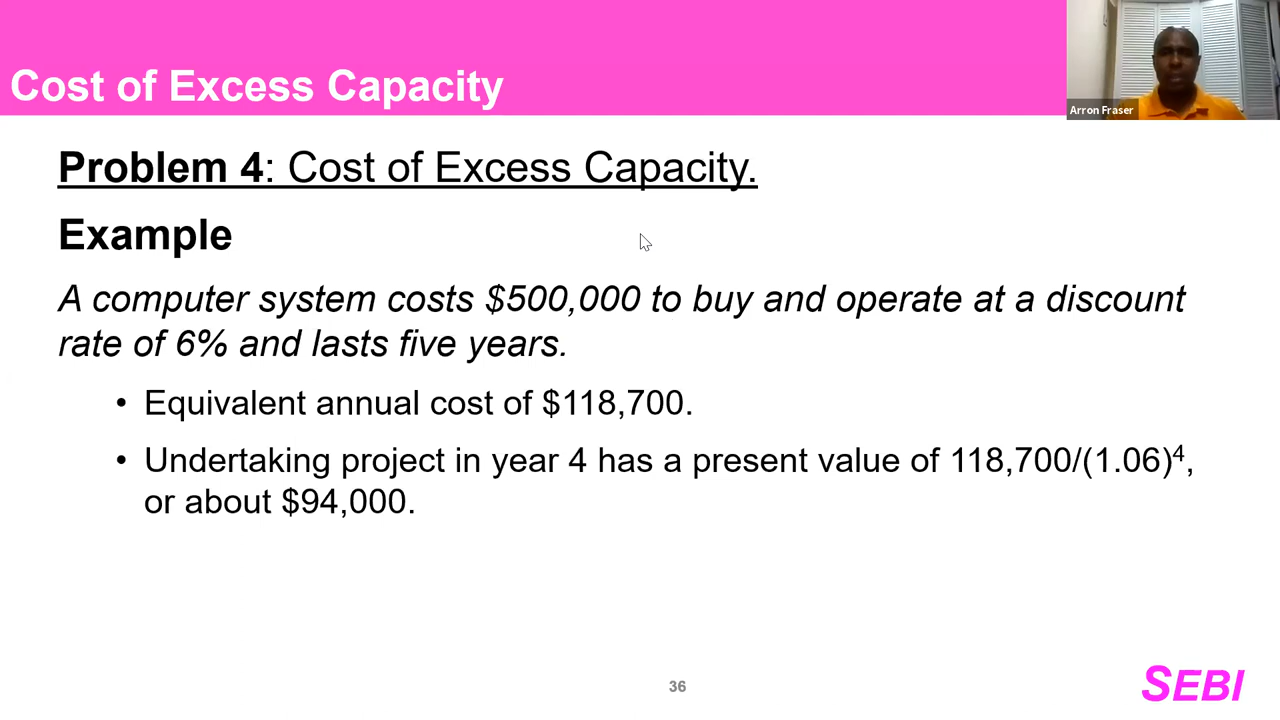 Cost of Excess Capacity
Arron Fraser
Problem 4: Cost of Excess Capacity.
Example
A computer system costs $500,000 to buy and operate at a discount
rate of 6% and lasts five years.
• Equivalent annual cost of $118,700.
• Undertaking project in year 4 has a present value of 118,700/(1.06)⁴,
or about $94,000.
36
SEBI